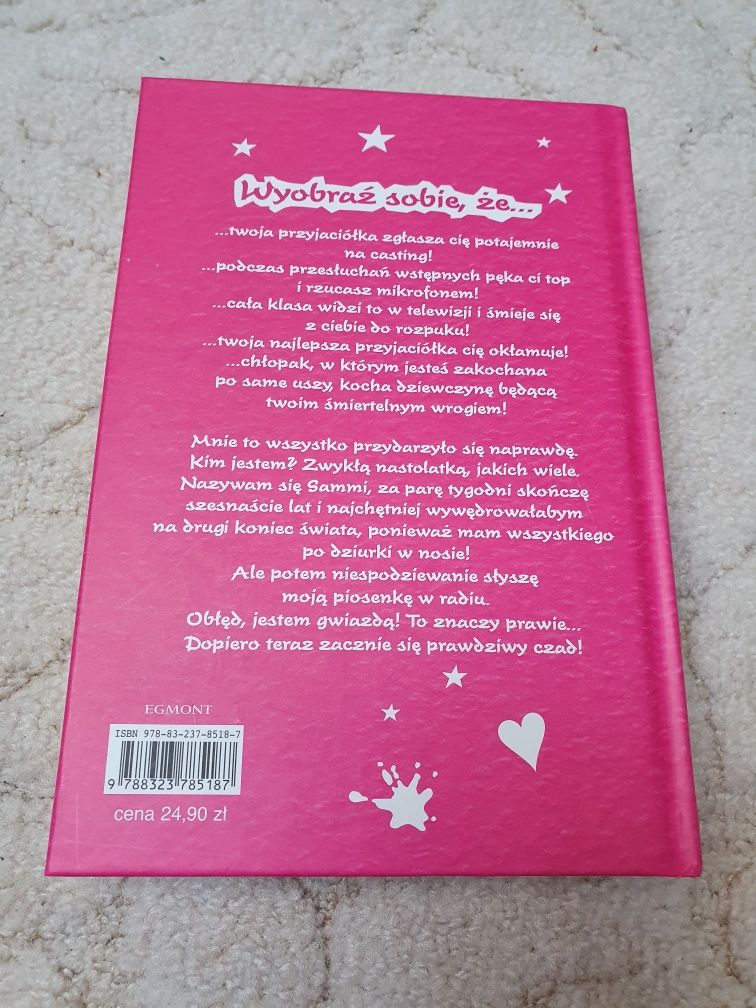 Wyobraź sobie, że...
...twoja przyjaciółka zgłasza cię potajemnie
na casting!
...podczas przesłuchań wstępnych pęka ci top
i rzucasz mikrofonem!
...cała klasa widzi to w telewizji i śmieje się
z ciebie do rozpuku!
...twoja najlepsza przyjaciółka cię okłamuje!
...chłopak, w którym jesteś zakochana
po same uszy, kocha dziewczynę będącą
twoim śmiertelnym wrogiem!
Mnie to wszystko przydarzyło się naprawdę.
Kim jestem? Zwykłą nastolatką, jakich wiele.
Nazywam się Sammi, za parę tygodni skończę
szesnaście lat i najchętniej wywędrowałabym
na drugi koniec świata, ponieważ mam wszystkiego
po dziurki w nosie!
Ale potem niespodziewanie słyszę
moją piosenkę w radiu.
Obłęd, jestem gwiazdą! To znaczy prawie...
Dopiero teraz zacznie się prawdziwy czad!
EGMONT
ISBN 978-83-237-8518-7
9 788323 785187
cena 24,90 zł